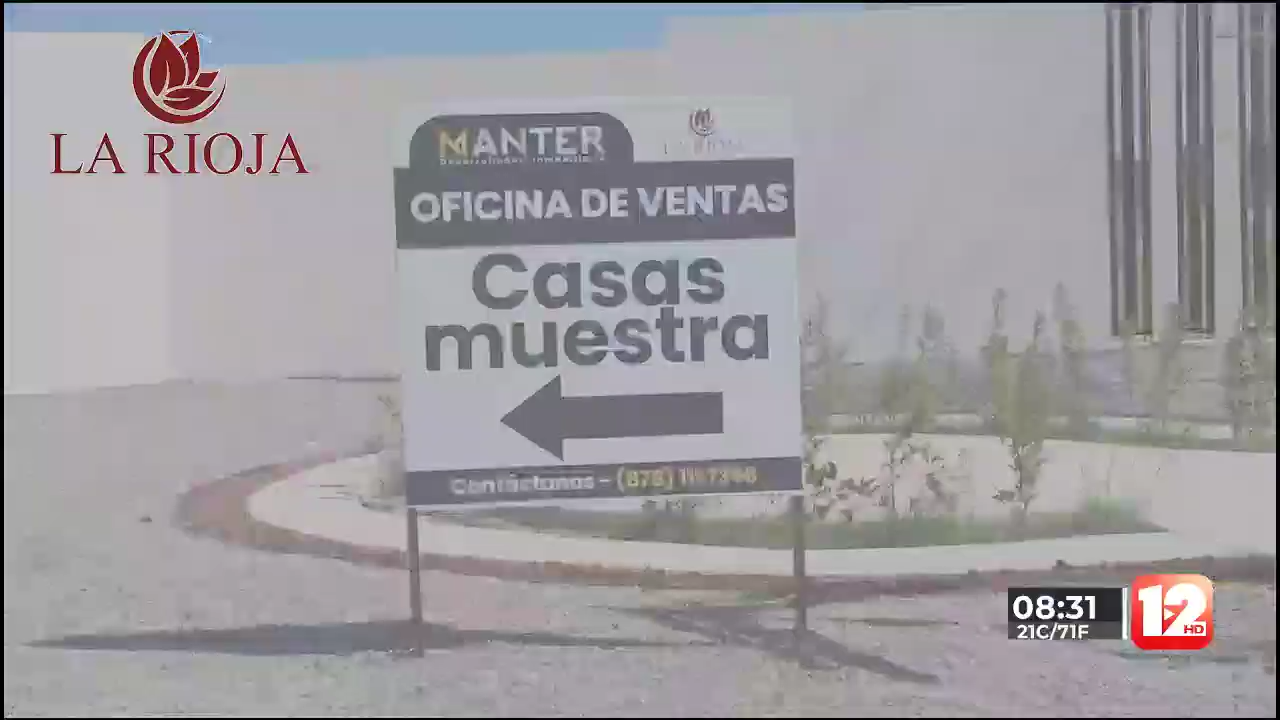 LA RIOJA
MANTER
OFICINA DE VENTAS
Casas
muestra
Contáctanos -
08:31
21C/71F
12
HD